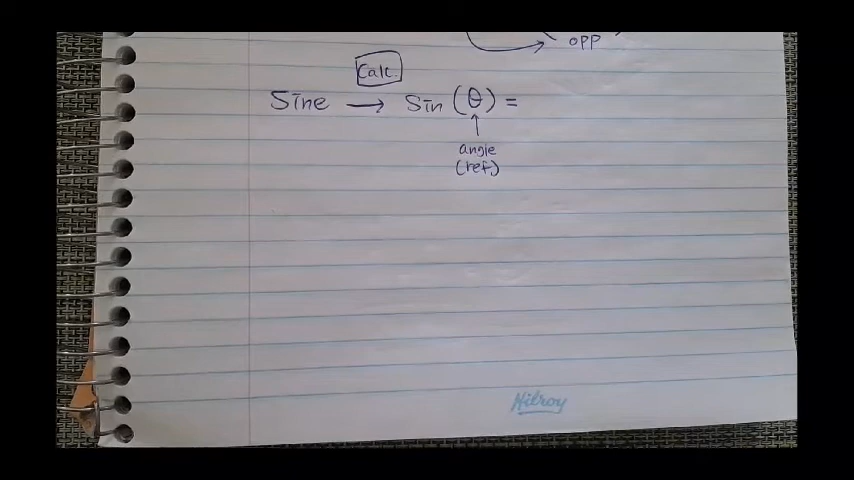 opp
Calc.
Sine → Sin (θ) =
↑
angle
(ref)
Hilroy